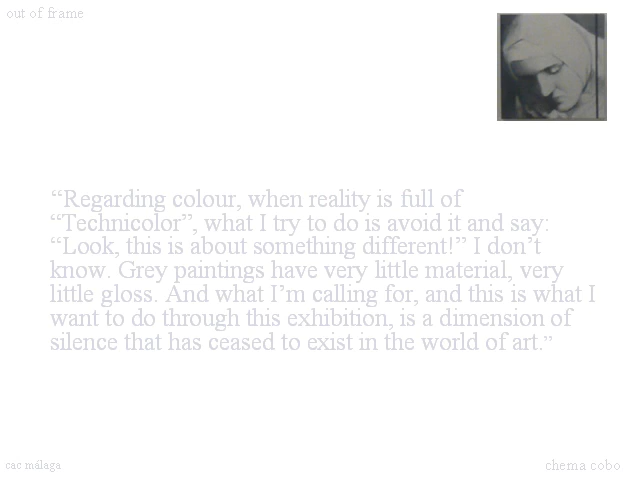 out of frame
“Regarding colour, when reality is full of
“Technicolor”, what I try to do is avoid it and say:
“Look, this is about something different!” I don’t
know. Grey paintings have very little material, very
little gloss. And what I’m calling for, and this is what I
want to do through this exhibition, is a dimension of
silence that has ceased to exist in the world of art.”
cac málaga
chema cobo